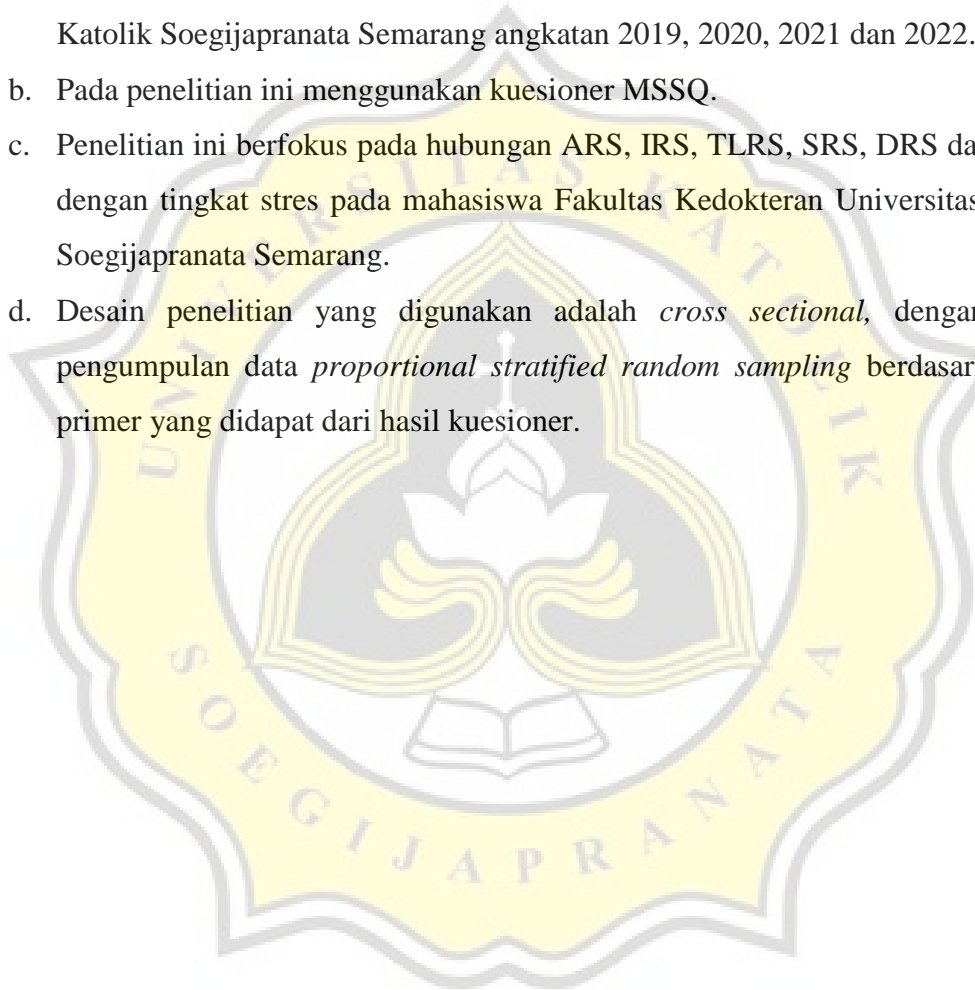 Katolik Soegijapranata Semarang angkatan 2019, 2020, 2021 dan 2022.
b. Pada penelitian ini menggunakan kuesioner MSSQ.
c. Penelitian ini berfokus pada hubungan ARS, IRS, TLRS, SRS, DRS da
dengan tingkat stres pada mahasiswa Fakultas Kedokteran Universitas
Soegijapranata Semarang.
d. Desain penelitian yang digunakan adalah cross sectional, dengan
pengumpulan data proportional stratified random sampling berdasar
primer yang didapat dari hasil kuesioner.
UNIVERSITAS KATOLIK
SOEGIJAPRANATA